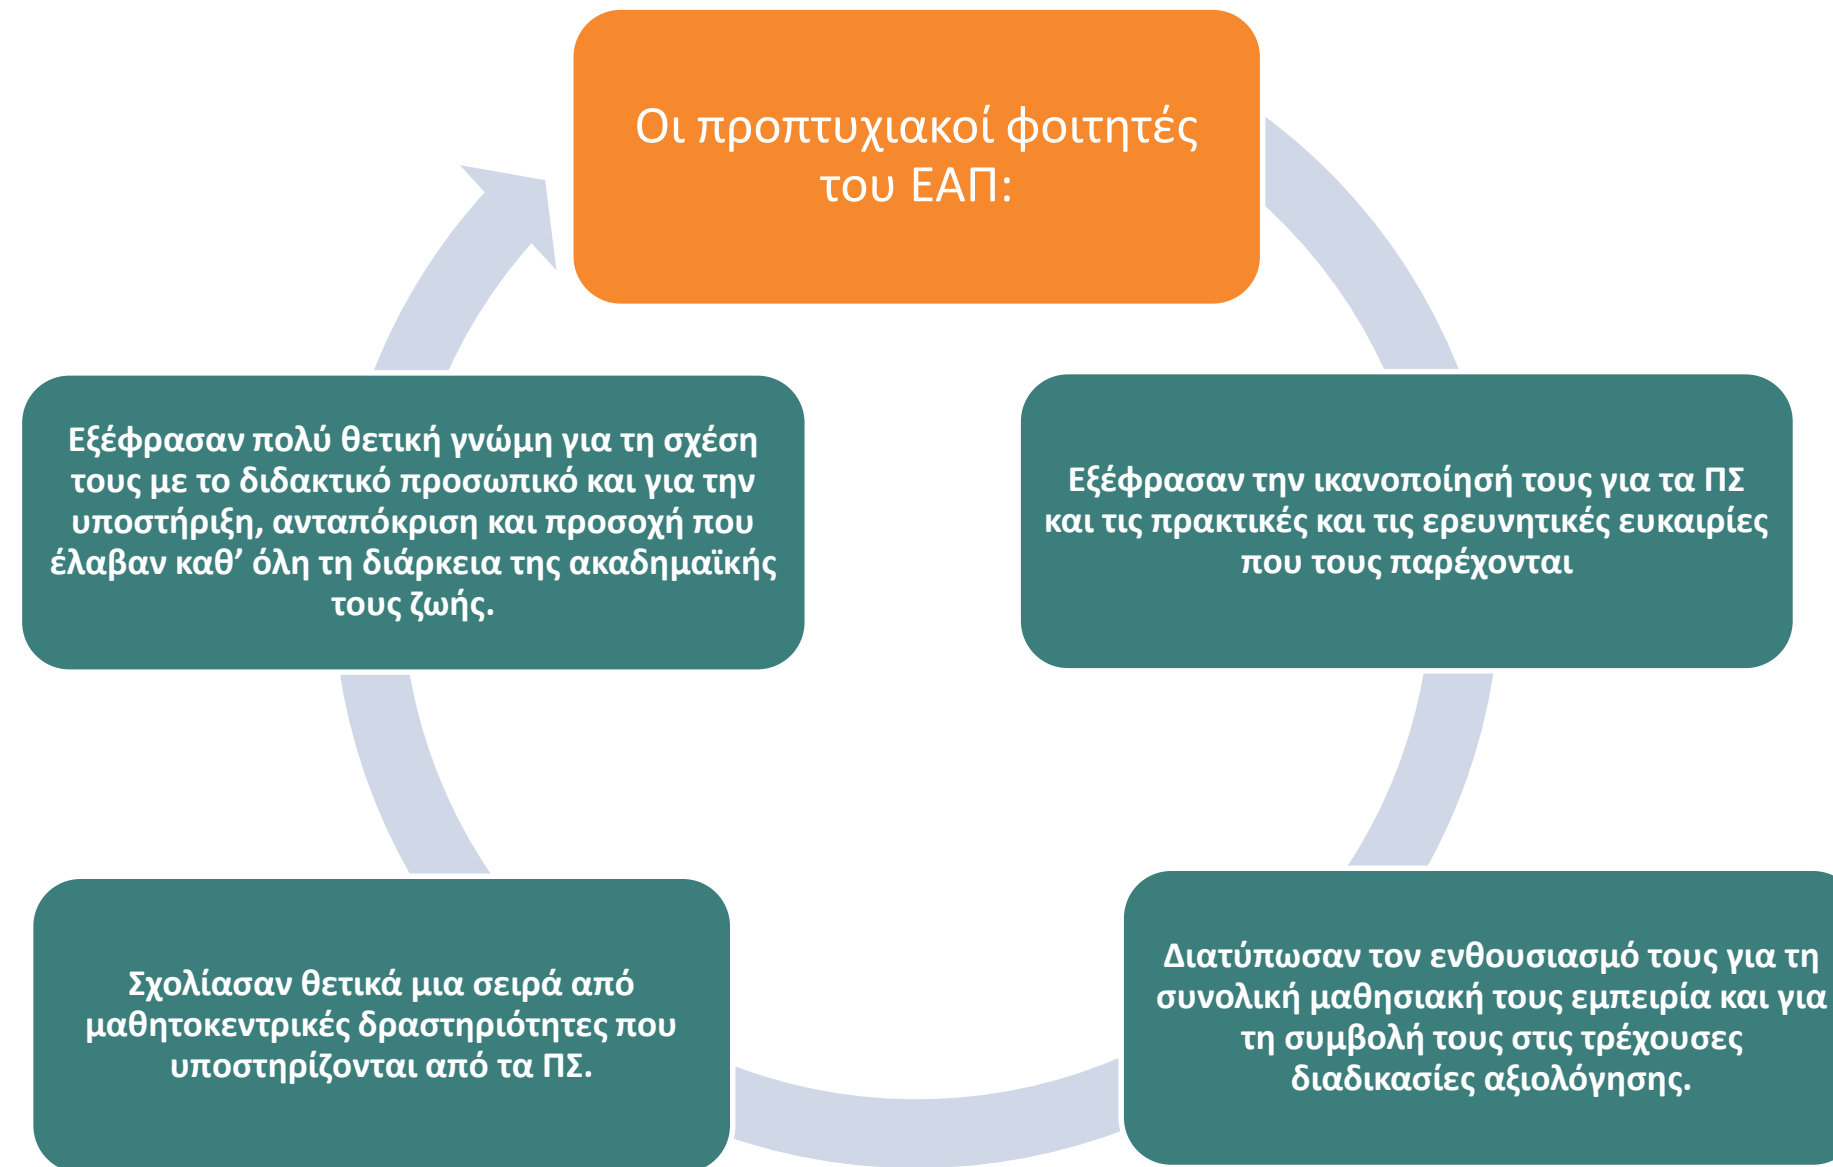 Οι προπτυχιακοί φοιτητές
του ΕΑΠ:
Εξέφρασαν την ικανοποίησή τους για τα ΠΣ
και τις πρακτικές και τις ερευνητικές ευκαιρίες
που τους παρέχονται
Διατύπωσαν τον ενθουσιασμό τους για τη
συνολική μαθησιακή τους εμπειρία και για
τη συμβολή τους στις τρέχουσες
διαδικασίες αξιολόγησης.
Σχολίασαν θετικά μια σειρά από
μαθητοκεντρικές δραστηριότητες που
υποστηρίζονται από τα ΠΣ.
Εξέφρασαν πολύ θετική γνώμη για τη σχέση
τους με το διδακτικό προσωπικό και για την
υποστήριξη, ανταπόκριση και προσοχή που
έλαβαν καθ’ όλη τη διάρκεια της ακαδημαϊκής
τους ζωής.